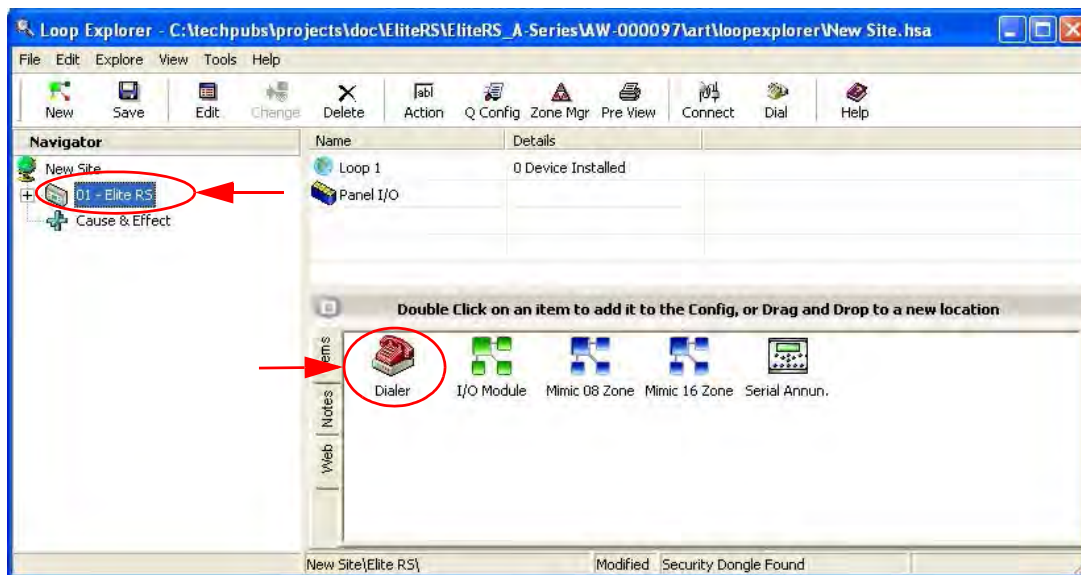 Loop Explorer - C:\techpubs\projects\doc\EliteRS\EliteRS_A-Series\AW-000097\art\loopexplorer\New Site.hsa
File Edit Explore View Tools Help
New Save Edit Change Delete Action Q Config Zone Mgr Pre View Connect Dial Help
Navigator
Name Details
New Site
Loop 1 0 Device Installed
01 - Elite RS
Panel I/O
Cause & Effect
Double Click on an item to add it to the Config, or Drag and Drop to a new location
Dialer I/O Module Mimic 08 Zone Mimic 16 Zone Serial Annun.
Notes
Web
New Site\Elite RS\ Modified Security Dongle Found